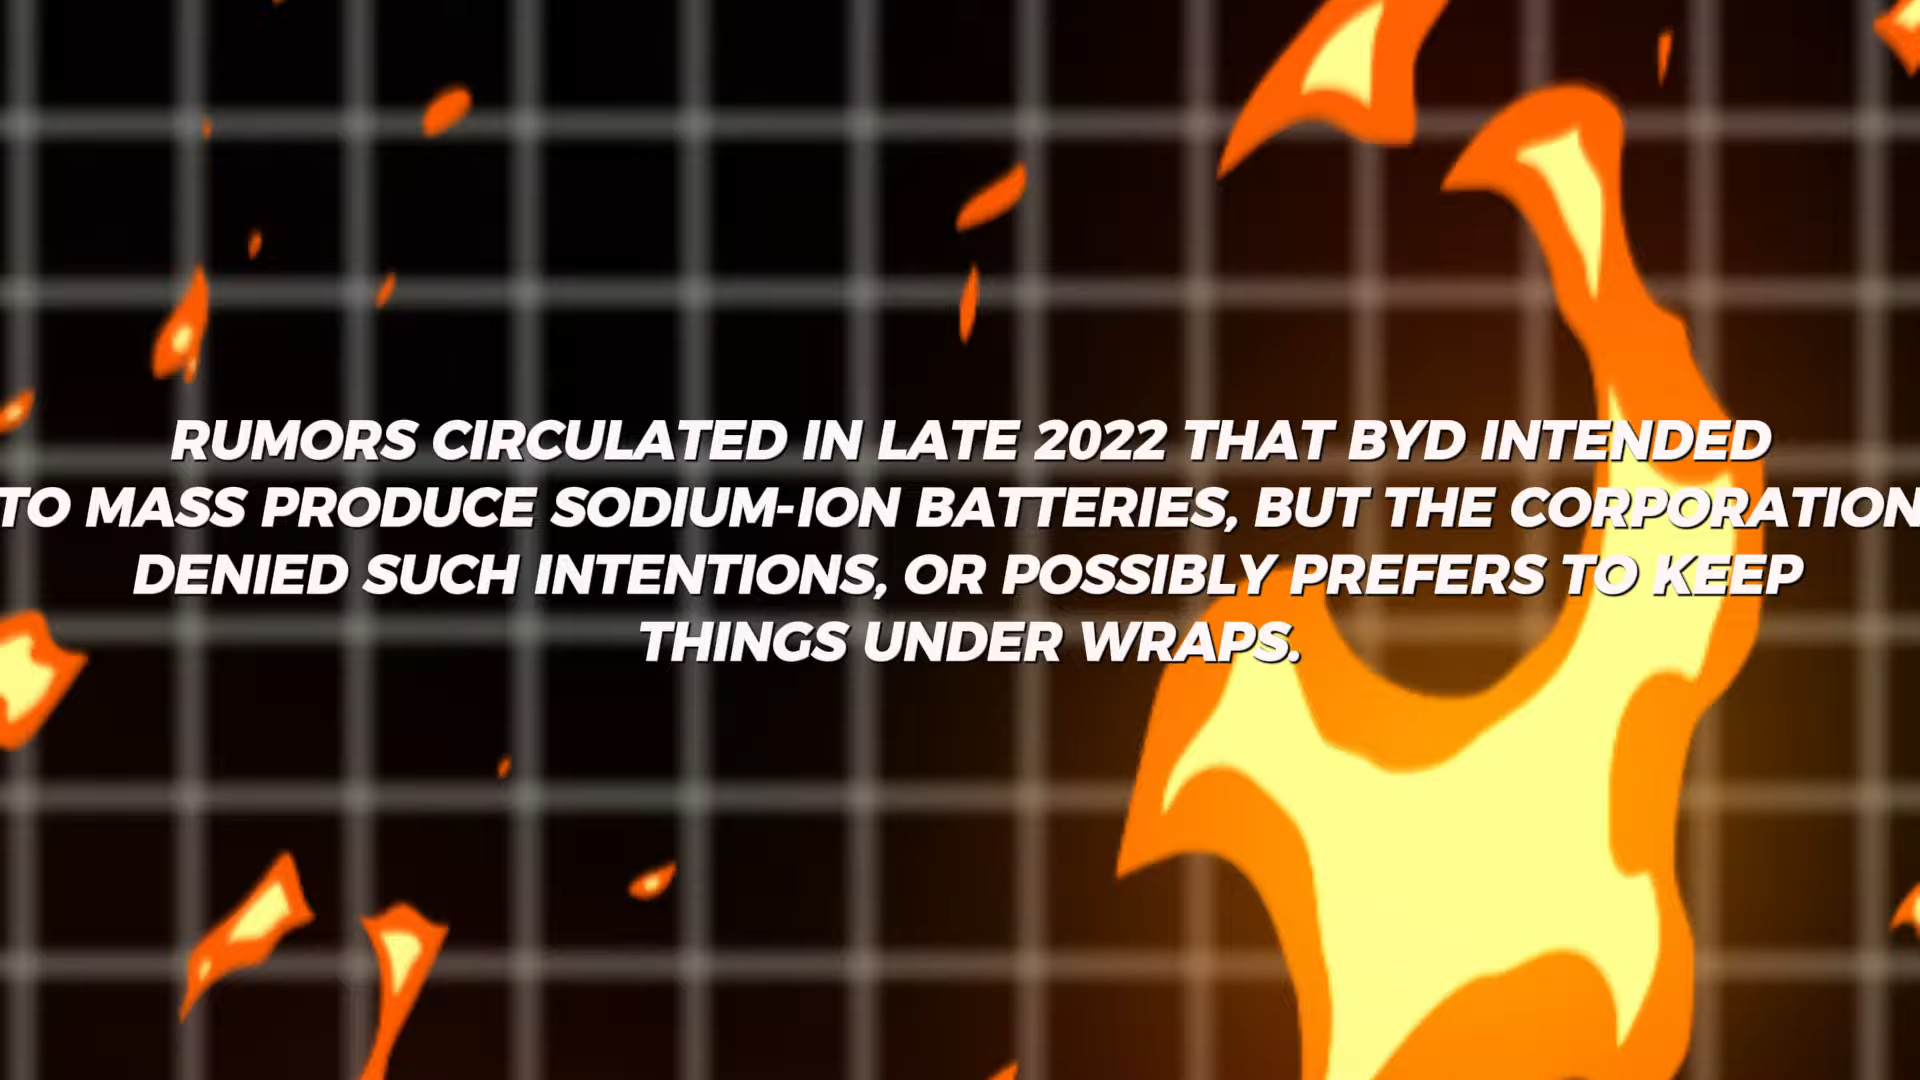 RUMORS CIRCULATED IN LATE 2022 THAT BYD INTENDED
TO MASS PRODUCE SODIUM-ION BATTERIES, BUT THE CORPORATION
DENIED SUCH INTENTIONS, OR POSSIBLY PREFERS TO KEEP
THINGS UNDER WRAPS.